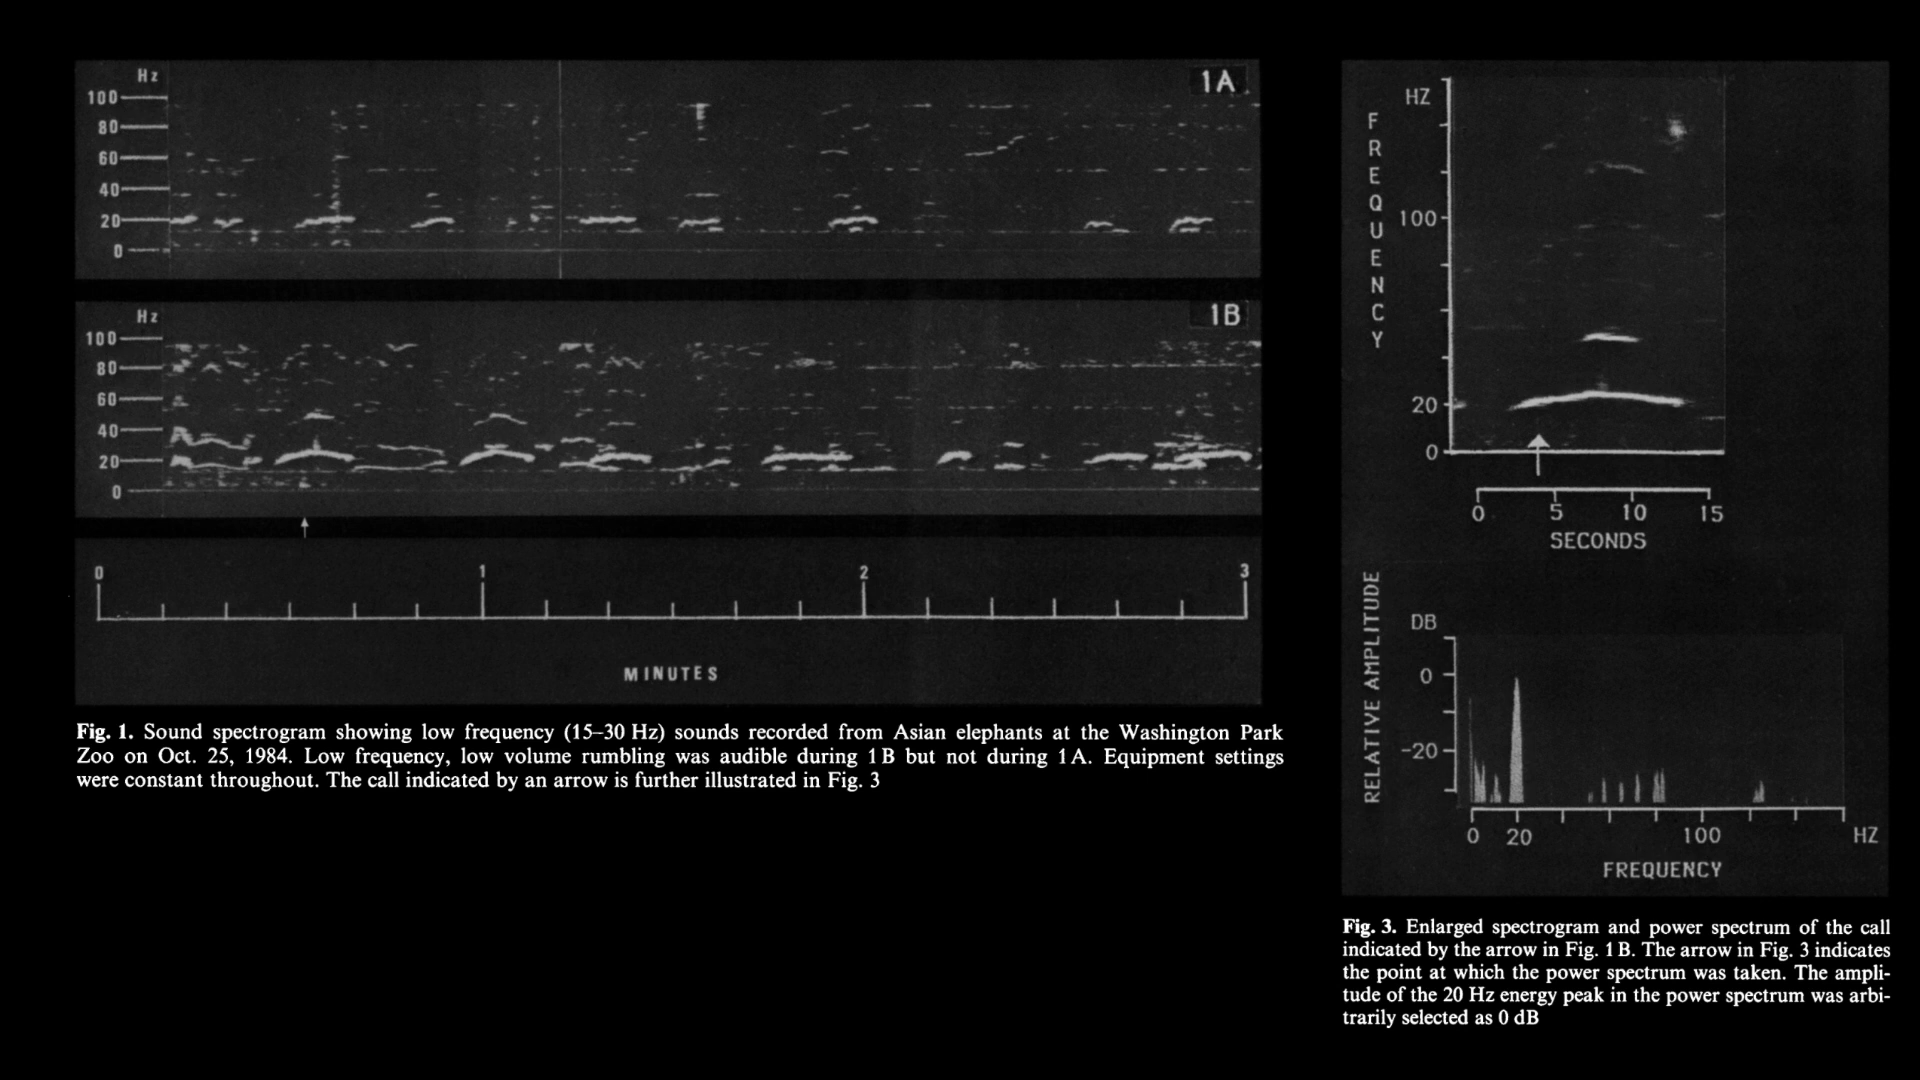 Hz
1A
100
80
60
40
20
0
Hz
1B
100
80
60
40
20
0
0 1 2 3
MINUTES
Fig. 1. Sound spectrogram showing low frequency (15–30 Hz) sounds recorded from Asian elephants at the Washington Park
Zoo on Oct. 25, 1984. Low frequency, low volume rumbling was audible during 1B but not during 1A. Equipment settings
were constant throughout. The call indicated by an arrow is further illustrated in Fig. 3
HZ
FREQUENCY
100
20
0
0 5 10 15
SECONDS
RELATIVE AMPLITUDE
DB
0
-20
0 20 100 HZ
FREQUENCY
Fig. 3. Enlarged spectrogram and power spectrum of the call
indicated by the arrow in Fig. 1B. The arrow in Fig. 3 indicates
the point at which the power spectrum was taken. The ampli-
tude of the 20 Hz energy peak in the power spectrum was arbi-
trarily selected as 0 dB